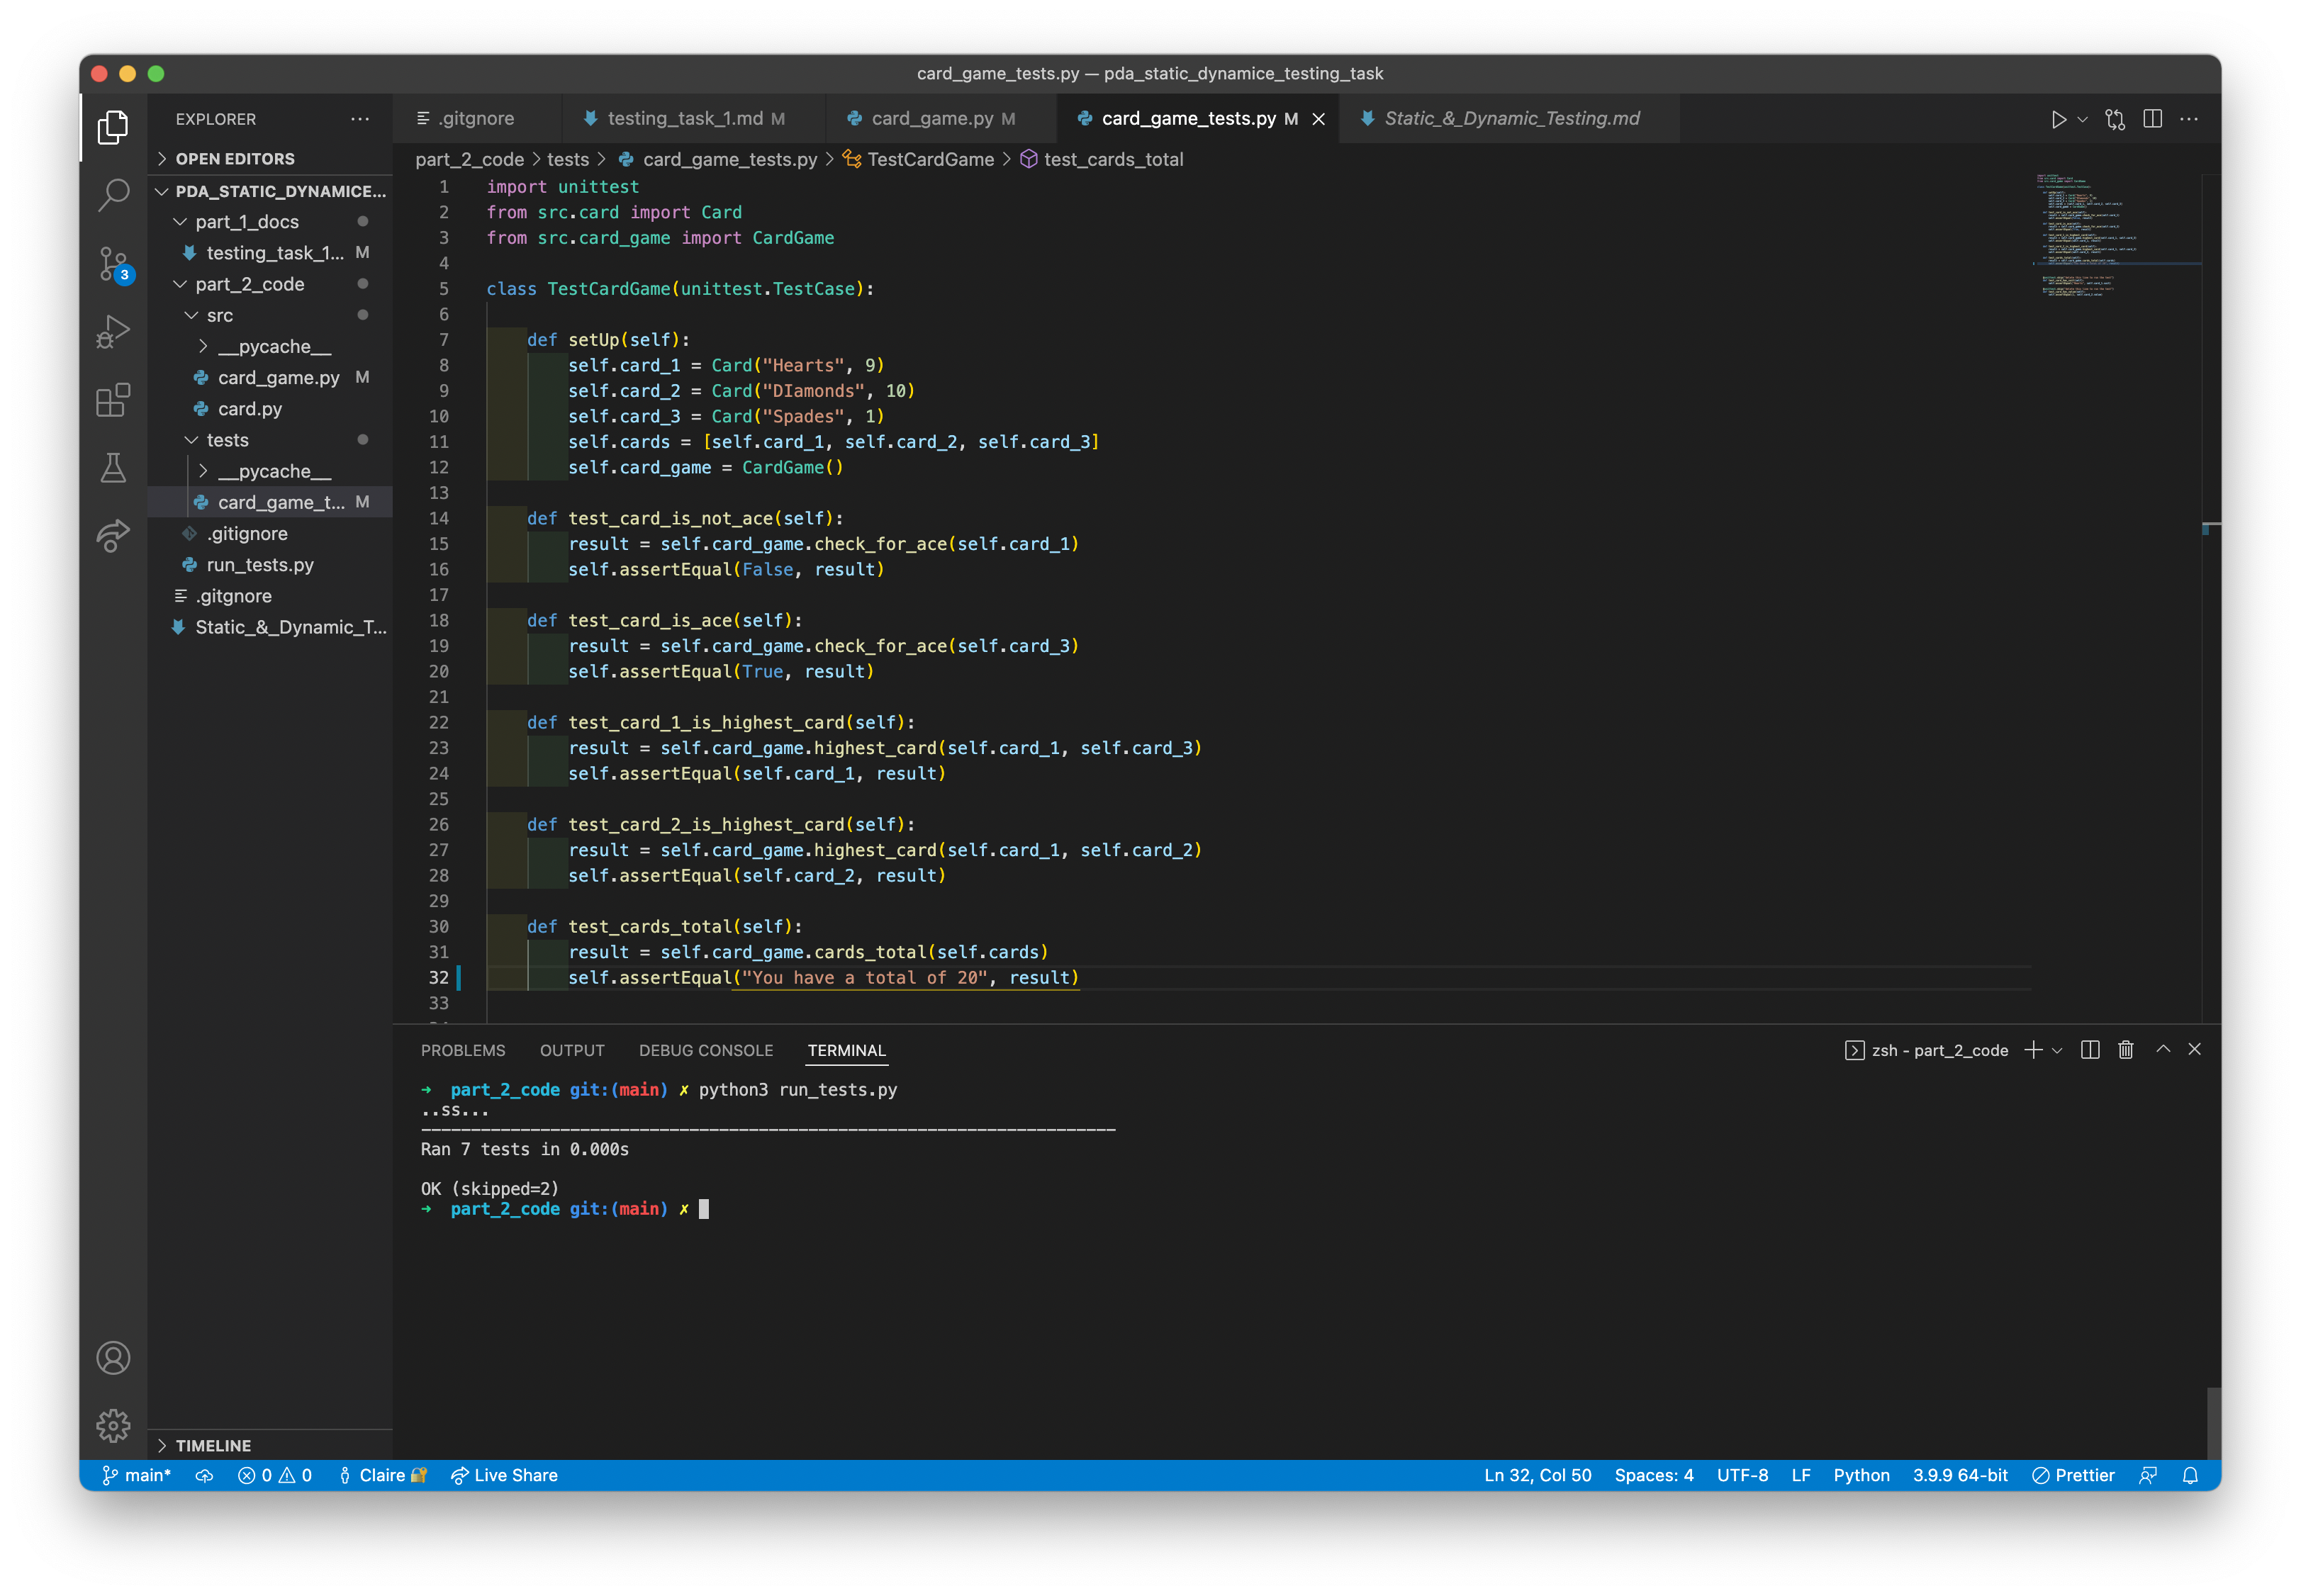 card_game_tests.py — pda_static_dynamice_testing_task
EXPLORER
OPEN EDITORS
PDA_STATIC_DYNAMICE...
part_1_docs
testing_task_1... M
part_2_code
src
__pycache__
card_game.py M
card.py
tests
__pycache__
card_game_t... M
.gitignore
run_tests.py
.gitgnore
Static_&_Dynamic_T...
TIMELINE
3
.gitgnore
testing_task_1.md M
card_game.py M
card_game_tests.py M
Static_&_Dynamic_Testing.md
part_2_code > tests > card_game_tests.py > TestCardGame > test_cards_total
1 import unittest
2 from src.card import Card
3 from src.card_game import CardGame
4
5 class TestCardGame(unittest.TestCase):
6
7 def setUp(self):
8 self.card_1 = Card("Hearts", 9)
9 self.card_2 = Card("DIamonds", 10)
10 self.card_3 = Card("Spades", 1)
11 self.cards = [self.card_1, self.card_2, self.card_3]
12 self.card_game = CardGame()
13
14 def test_card_is_not_ace(self):
15 result = self.card_game.check_for_ace(self.card_1)
16 self.assertEqual(False, result)
17
18 def test_card_is_ace(self):
19 result = self.card_game.check_for_ace(self.card_3)
20 self.assertEqual(True, result)
21
22 def test_card_1_is_highest_card(self):
23 result = self.card_game.highest_card(self.card_1, self.card_3)
24 self.assertEqual(self.card_1, result)
25
26 def test_card_2_is_highest_card(self):
27 result = self.card_game.highest_card(self.card_1, self.card_2)
28 self.assertEqual(self.card_2, result)
29
30 def test_cards_total(self):
31 result = self.card_game.cards_total(self.cards)
32 self.assertEqual("You have a total of 20", result)
33
PROBLEMS OUTPUT DEBUG CONSOLE TERMINAL
zsh - part_2_code
➜ part_2_code git:(main) ✗ python3 run_tests.py
..ss...
----------------------------------------------------------------------
Ran 7 tests in 0.000s
OK (skipped=2)
➜ part_2_code git:(main) ✗
main* 0 0 Claire 🔐 Live Share
Ln 32, Col 50 Spaces: 4 UTF-8 LF Python 3.9.9 64-bit Prettier